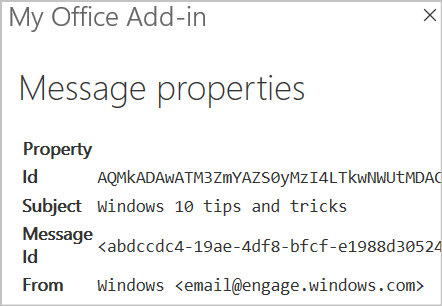 My Office Add-in
Message properties
Property
Id AQMkADAwATM3ZmYAZS0yMzI4LTkwNWUtMDAC
Subject Windows 10 tips and tricks
Message
Id <abdccdc4-19ae-4df8-bfcf-e1988d30524
From Windows <email@engage.windows.com>